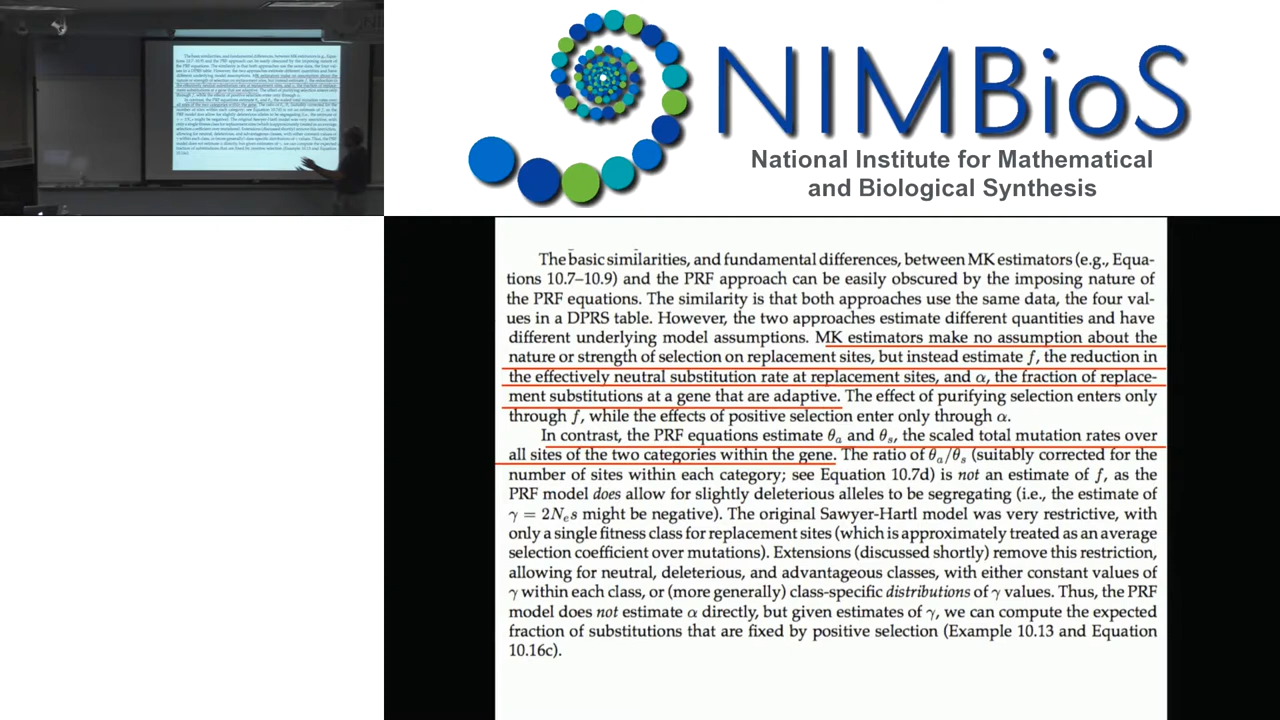 NIMBioS
National Institute for Mathematical
and Biological Synthesis
The basic similarities, and fundamental differences, between MK estimators (e.g., Equa-
tions 10.7–10.9) and the PRF approach can be easily obscured by the imposing nature of
the PRF equations. The similarity is that both approaches use the same data, the four val-
ues in a DPRS table. However, the two approaches estimate different quantities and have
different underlying model assumptions. MK estimators make no assumption about the
nature or strength of selection on replacement sites, but instead estimate f, the reduction in
the effectively neutral substitution rate at replacement sites, and α, the fraction of replace-
ment substitutions at a gene that are adaptive. The effect of purifying selection enters only
through f, while the effects of positive selection enter only through α.
In contrast, the PRF equations estimate θa and θs, the scaled total mutation rates over
all sites of the two categories within the gene. The ratio of θa/θs (suitably corrected for the
number of sites within each category; see Equation 10.7d) is not an estimate of f, as the
PRF model does allow for slightly deleterious alleles to be segregating (i.e., the estimate of
γ = 2Nes might be negative). The original Sawyer-Hartl model was very restrictive, with
only a single fitness class for replacement sites (which is approximately treated as an average
selection coefficient over mutations). Extensions (discussed shortly) remove this restriction,
allowing for neutral, deleterious, and advantageous classes, with either constant values of
γ within each class, or (more generally) class-specific distributions of γ values. Thus, the PRF
model does not estimate α directly, but given estimates of γ, we can compute the expected
fraction of substitutions that are fixed by positive selection (Example 10.13 and Equation
10.16c).